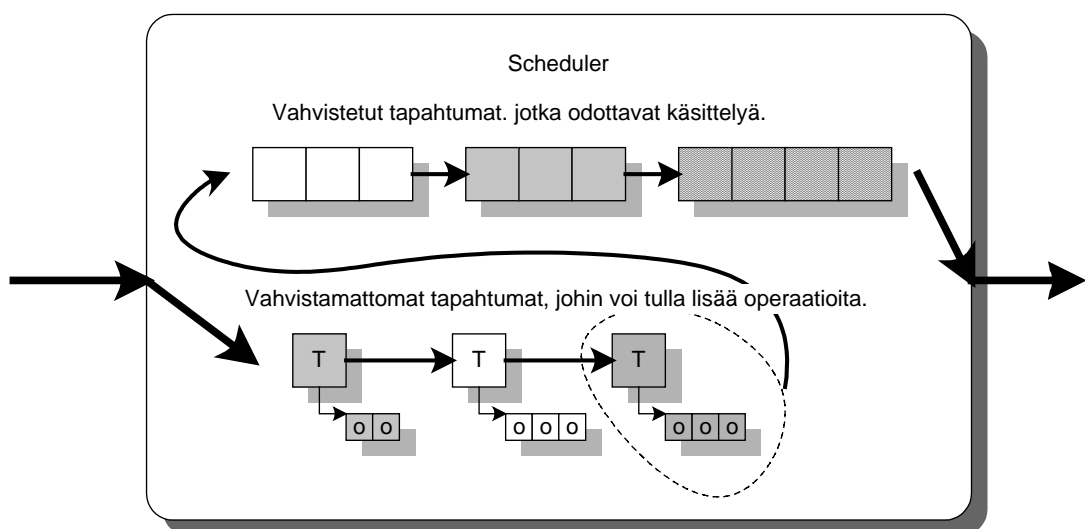 Scheduler
Vahvistetut tapahtumat. jotka odottavat käsittelyä.
Vahvistamattomat tapahtumat, johin voi tulla lisää operaatioita.
T T T
o o o o o o o o